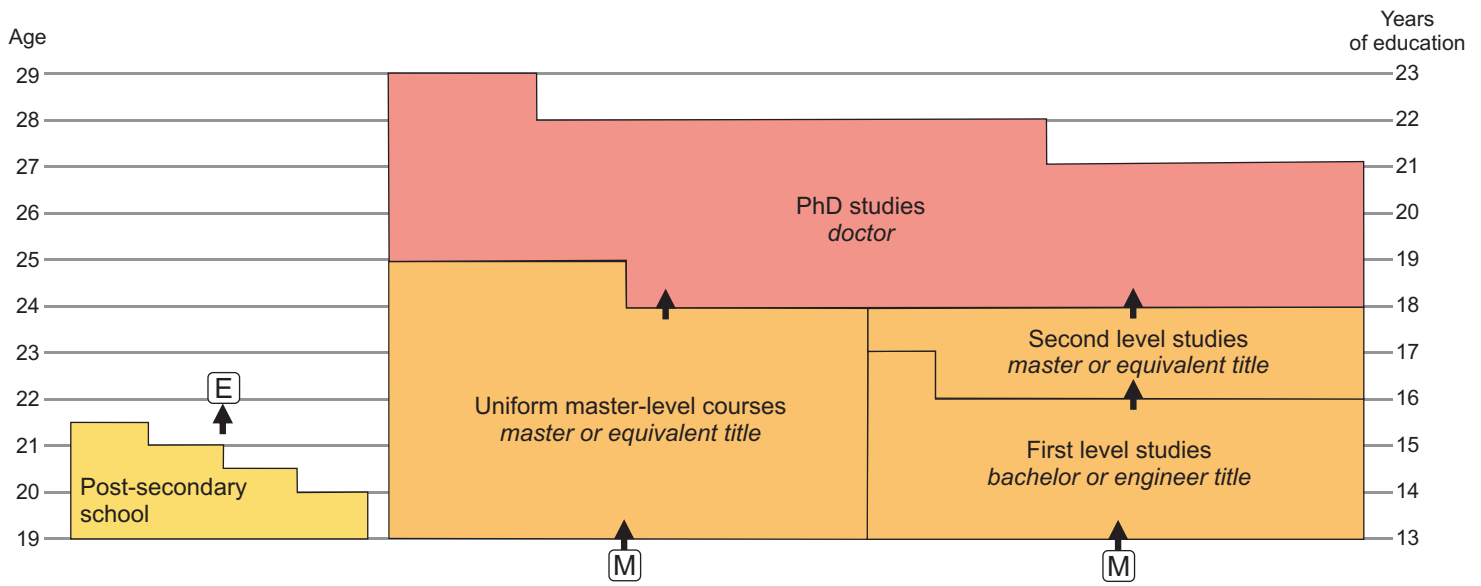 Age
Years
of education
29
23
28
22
27
21
26
20
25
19
24
18
23
17
22
16
21
15
20
14
19
13
PhD studies
doctor
Second level studies
master or equivalent title
E
Uniform master-level courses
master or equivalent title
First level studies
bachelor or engineer title
Post-secondary
school
M
M